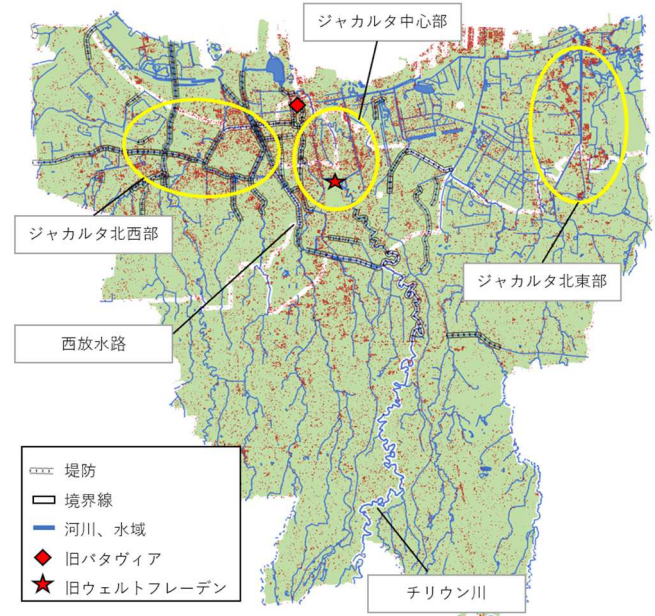 ジャカルタ中心部
ジャカルタ北西部
ジャカルタ北東部
西放水路
堤防
境界線
河川、水域
旧バタヴィア
旧ウェルトフレーデン
チリウン川